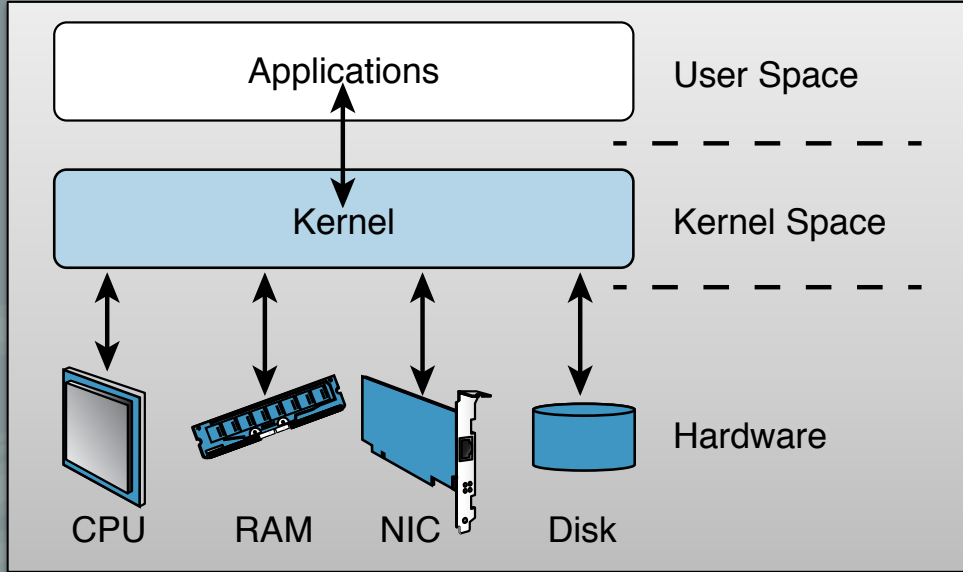 Applications
User Space
Kernel
Kernel Space
Hardware
CPU
RAM
NIC
Disk